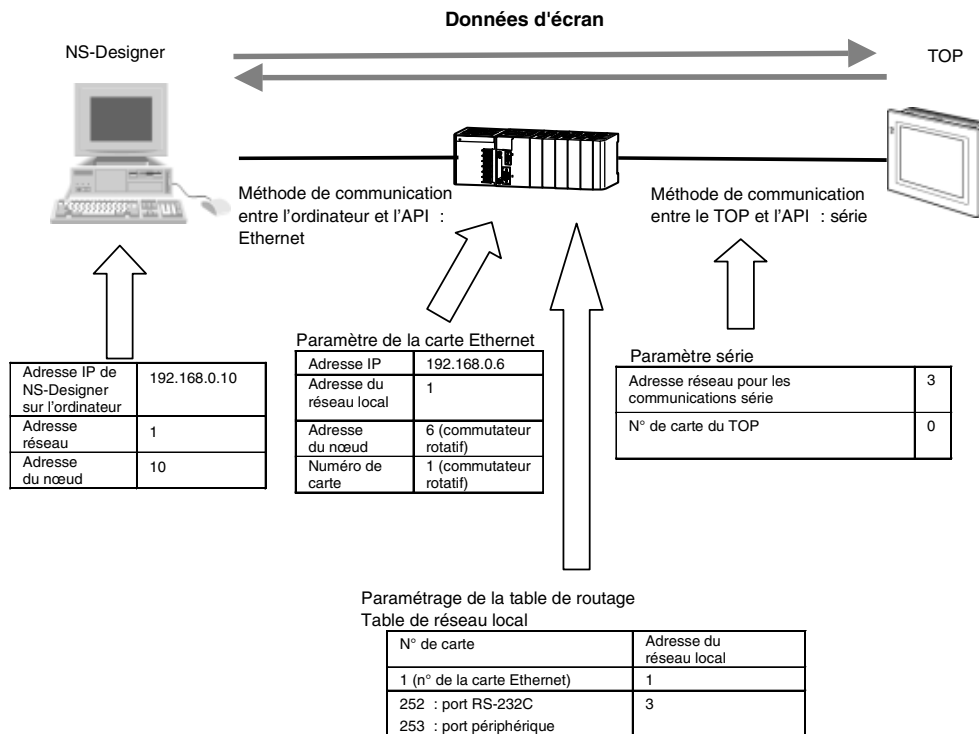 Données d'écran
NS-Designer
TOP
Méthode de communication
entre l'ordinateur et l'API :
Ethernet
Méthode de communication
entre le TOP et l'API : série
Adresse IP de
NS-Designer
sur l'ordinateur
192.168.0.10
Adresse
réseau
1
Adresse
du nœud
10
Paramètre de la carte Ethernet
Adresse IP
192.168.0.6
Adresse du
réseau local
1
Adresse
du nœud
6 (commutateur
rotatif)
Numéro de
carte
1 (commutateur
rotatif)
Paramètre série
Adresse réseau pour les
communications série
3
N° de carte du TOP
0
Paramétrage de la table de routage
Table de réseau local
N° de carte
Adresse du
réseau local
1 (n° de la carte Ethernet)
1
252 : port RS-232C
3
253 : port périphérique